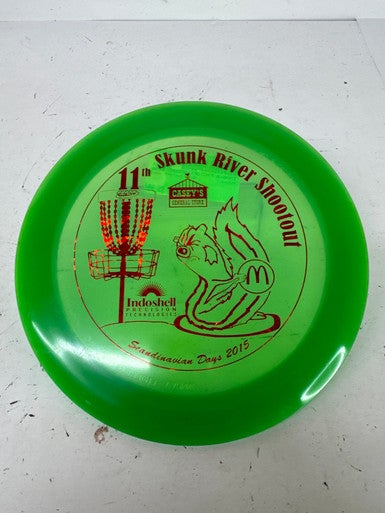 11th Skunk River Shootout
CASEY'S
GENERAL STORE
Indoshell
PRECISION
TECHNOLOGIES
Scandinavian Days 2015